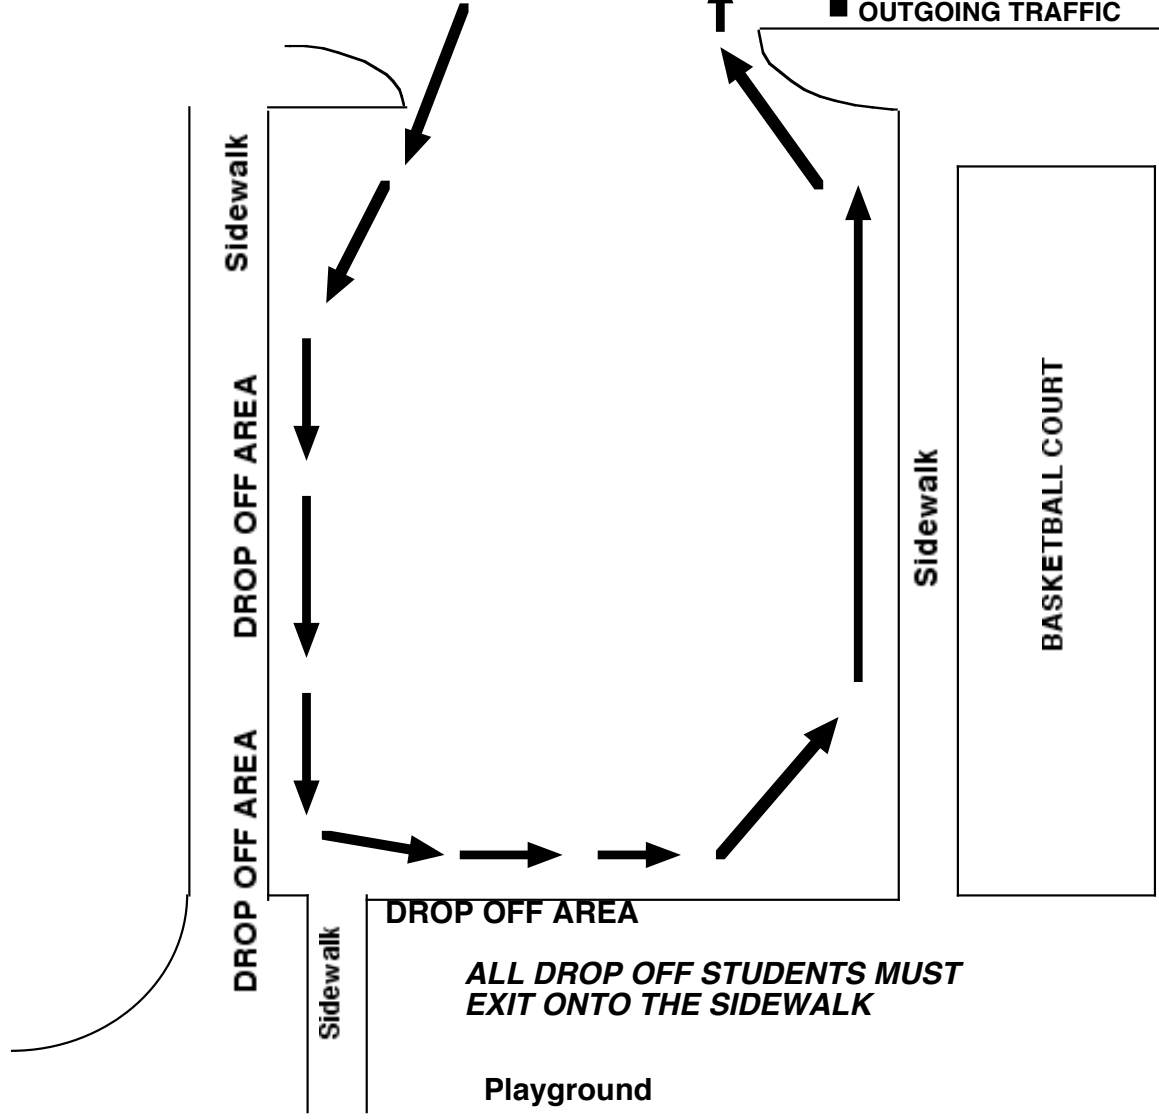 OUTGOING TRAFFIC
Sidewalk
DROP OFF AREA
BASKETBALL COURT
Sidewalk
DROP OFF AREA
DROP OFF AREA
Sidewalk
ALL DROP OFF STUDENTS MUST
EXIT ONTO THE SIDEWALK
Playground